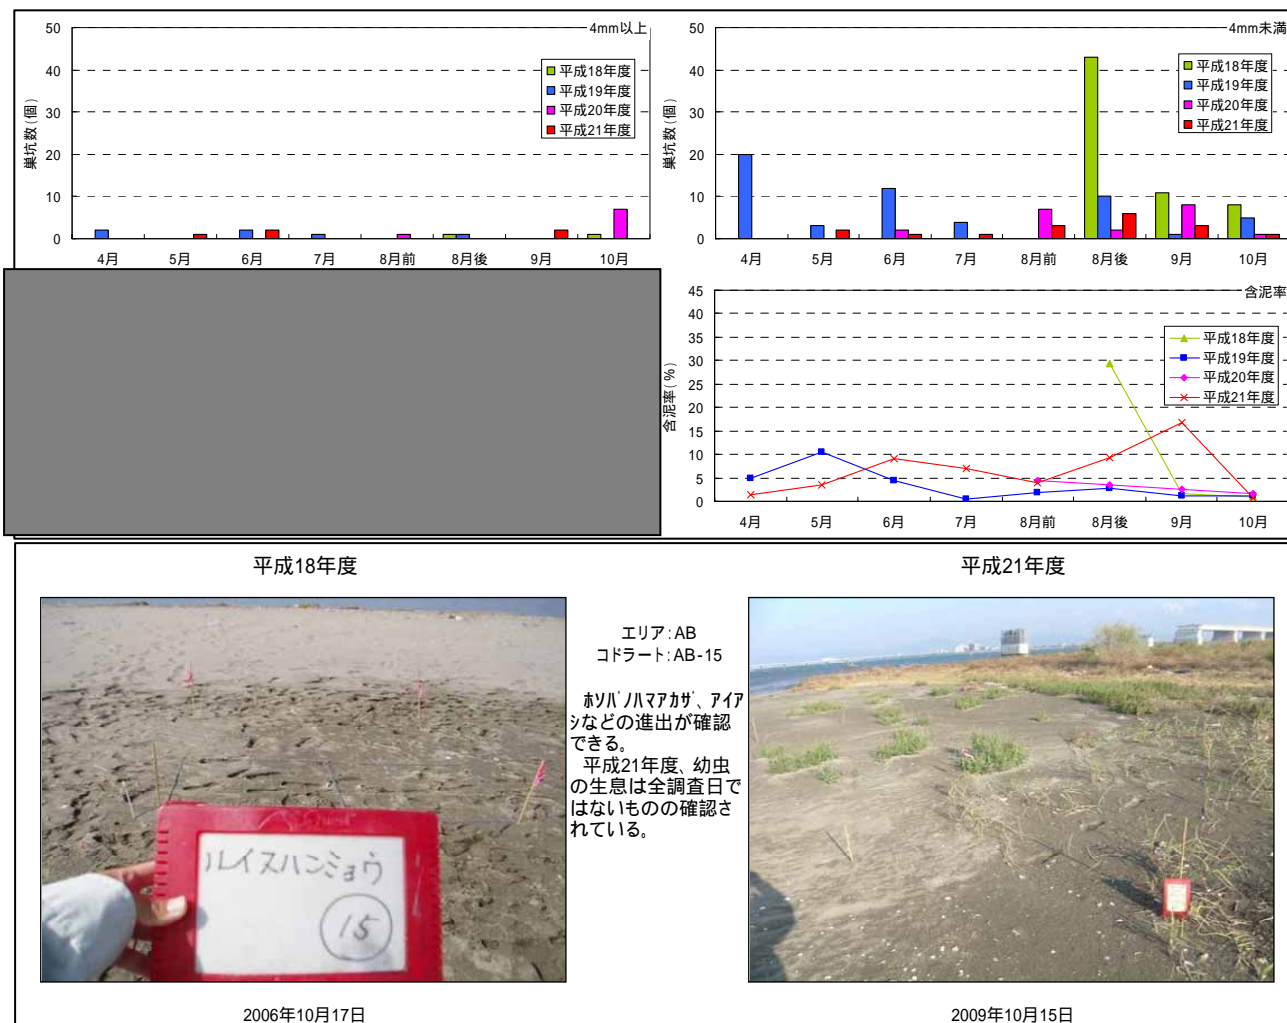 4mm以上
巣坑数(個)
50
40
30
20
10
0
平成18年度
平成19年度
平成20年度
平成21年度
4月 5月 6月 7月 8月前 8月後 9月 10月
4mm未満
巣坑数(個)
50
40
30
20
10
0
平成18年度
平成19年度
平成20年度
平成21年度
4月 5月 6月 7月 8月前 8月後 9月 10月
含泥率
含泥率(%)
45
40
35
30
25
20
15
10
5
0
平成18年度
平成19年度
平成20年度
平成21年度
4月 5月 6月 7月 8月前 8月後 9月 10月
平成18年度
ルイスハンミョウ
15
2006年10月17日
エリア:AB
コドラート:AB-15
ホソバノハマアカザ、アイア
シなどの進出が確認
できる。
平成21年度、幼虫
の生息は全調査日で
はないものの確認さ
れている。
平成21年度
2009年10月15日